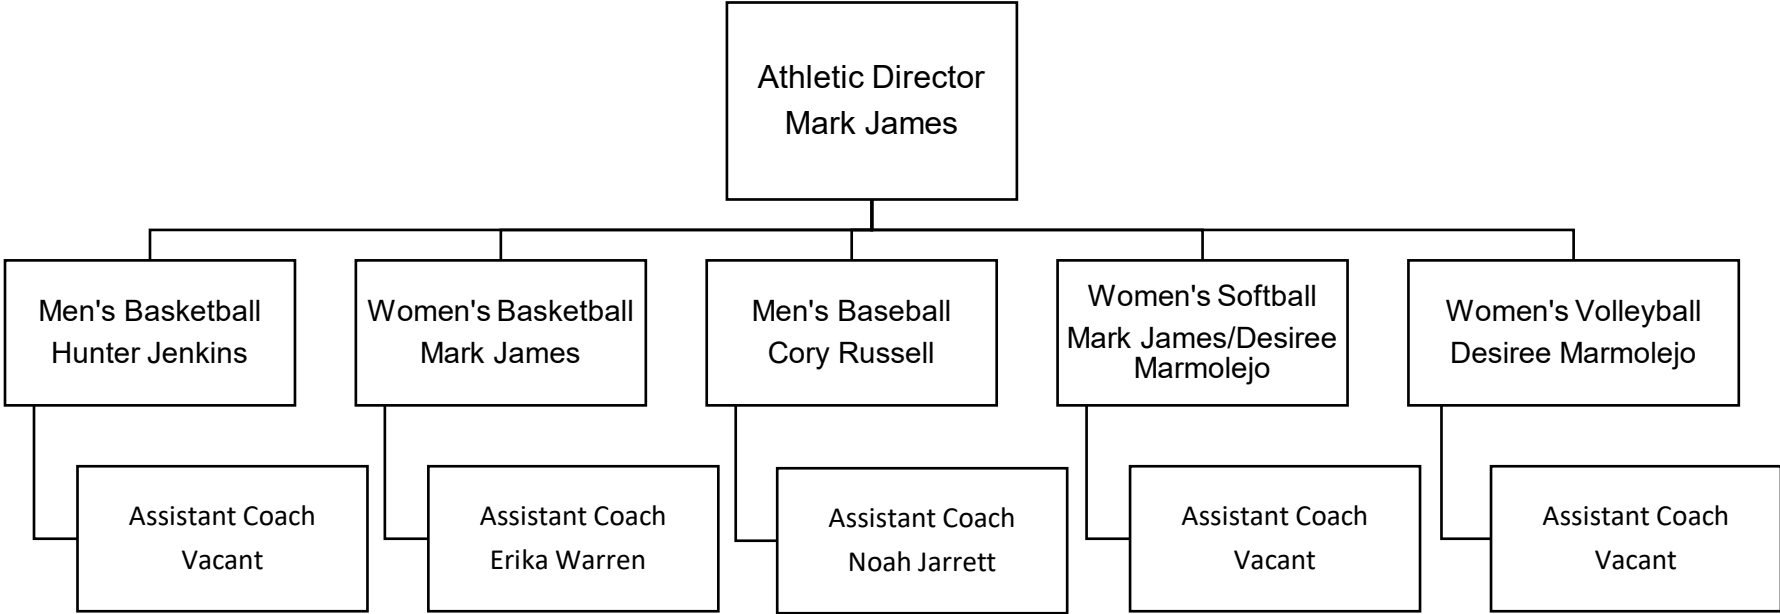 Athletic Director
Mark James
Men's Basketball
Hunter Jenkins
Women's Basketball
Mark James
Men's Baseball
Cory Russell
Women's Softball
Mark James/Desiree
Marmolejo
Women's Volleyball
Desiree Marmolejo
Assistant Coach
Vacant
Assistant Coach
Erika Warren
Assistant Coach
Noah Jarrett
Assistant Coach
Vacant
Assistant Coach
Vacant